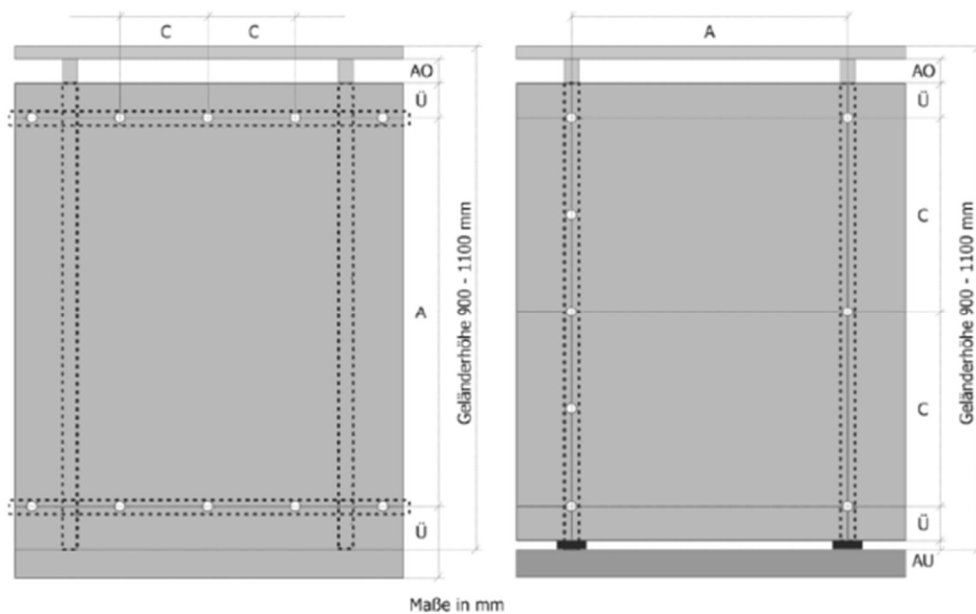 C C
AO
Ü
A
Ü
Geländerhöhe 900 - 1100 mm
A
AO
Ü
C
C
Ü
AU
Geländerhöhe 900 - 1100 mm
Maße in mm